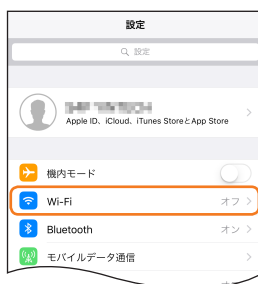 設定
設定
Apple ID、iCloud、iTunes StoreとApp Store
機内モード
Wi-Fi オフ
Bluetooth オン
モバイルデータ通信